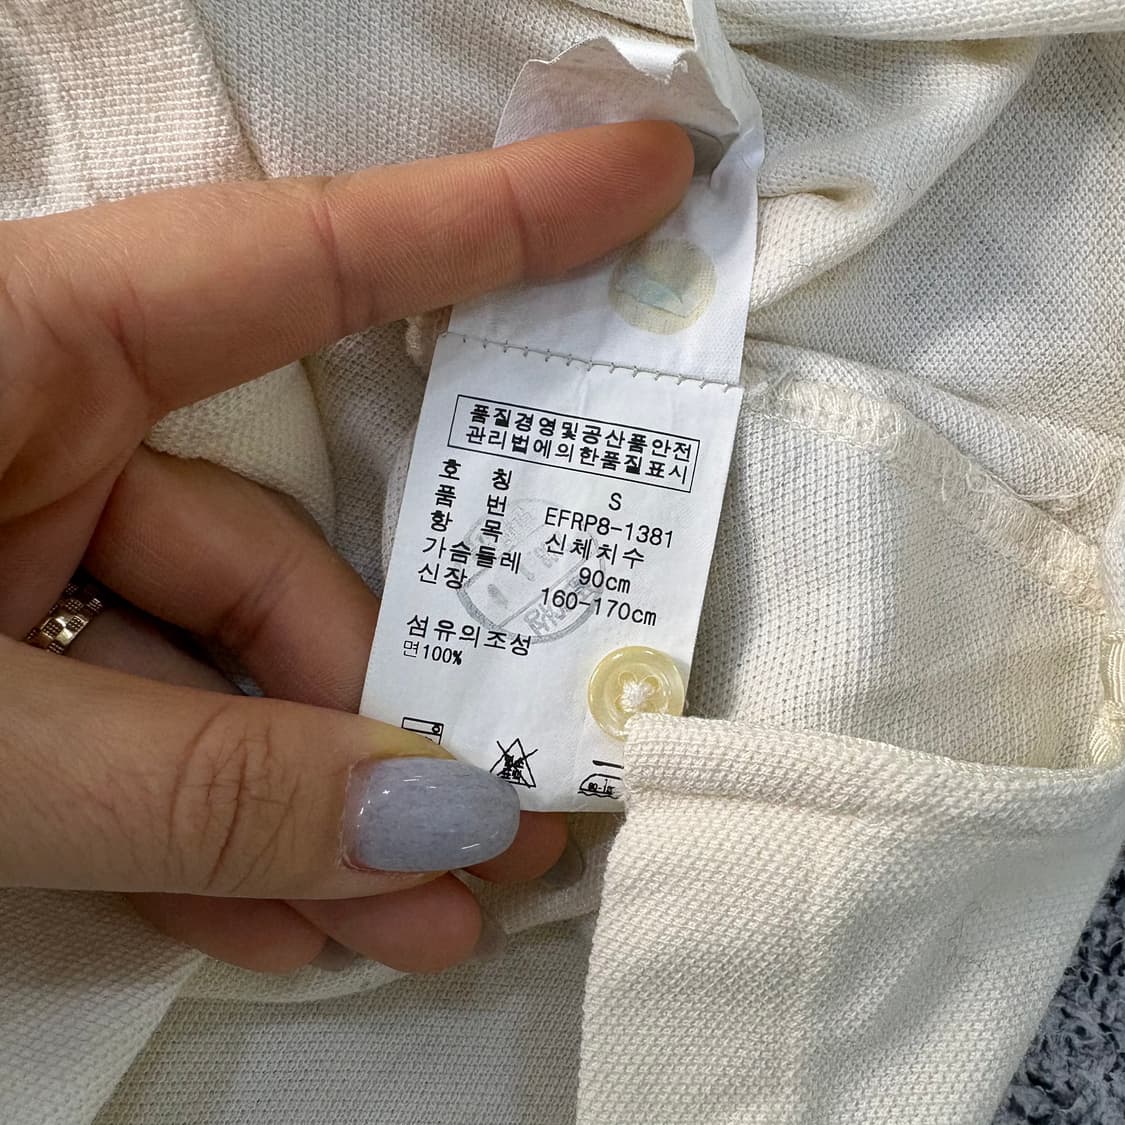 품질경영및공산품안전
관리법에의한품질표시
호 칭 S
품 번 EFRP8-1381
항 목 신체치수
가슴둘레 90cm
신장 160-170cm
섬유의조성
면100%